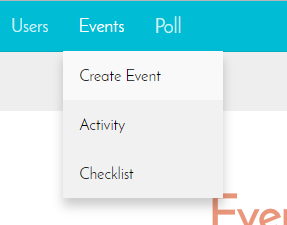 Users Events Poll
Create Event
Activity
Checklist